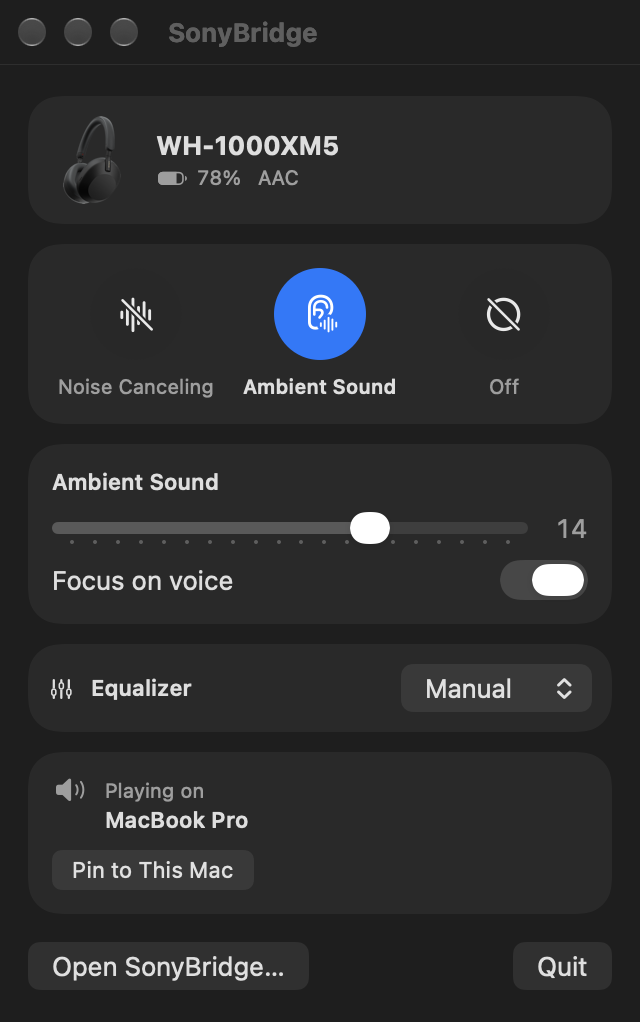 SonyBridge
WH-1000XM5
78% AAC
Noise Canceling
Ambient Sound
Off
Ambient Sound
14
Focus on voice
Equalizer
Manual
Playing on
MacBook Pro
Pin to This Mac
Open SonyBridge...
Quit